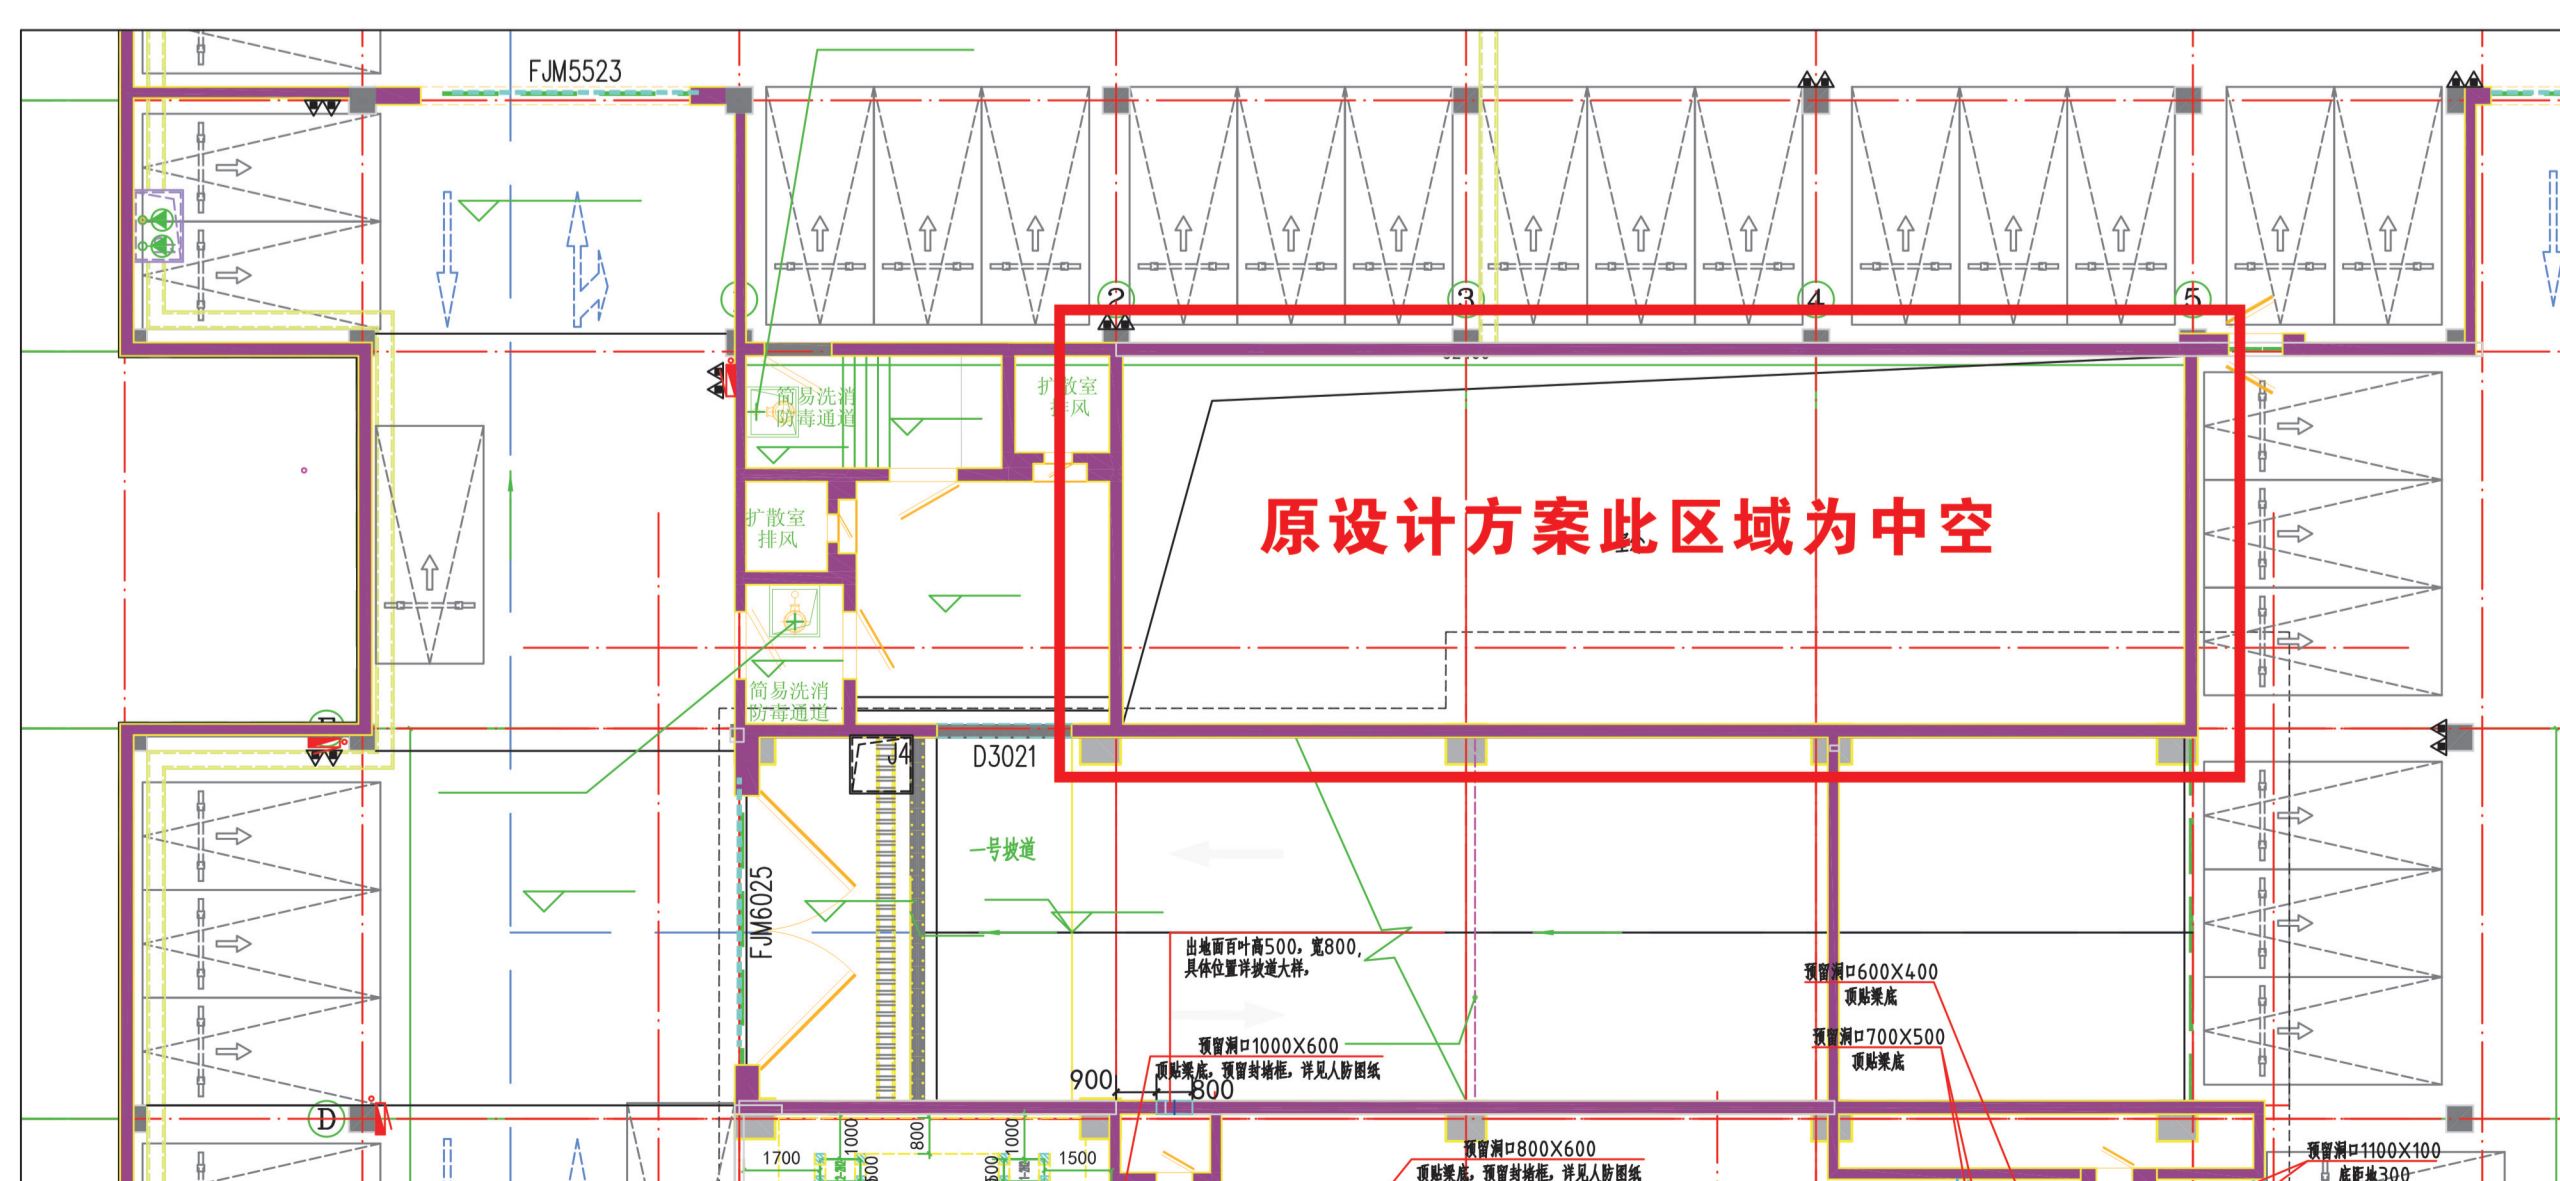 FJM5523
2
3
4
5
简易洗消
防毒通道
扩散室
排风
原设计方案此区域为中空
扩散室
排风
简易洗消
防毒通道
J4
D3021
一号坡道
FJM6025
出地面百叶高500，宽800，
具体位置详坡道大样，
预留洞口600X400
顶贴梁底
预留洞口1000X600
顶贴梁底，预留封堵框，详见人防图纸
预留洞口700X500
顶贴梁底
900
800
D
1000
800
1000
1700
1500
预留洞口800X600
顶贴梁底，预留封堵框，详见人防图纸
预留洞口1100X100
底距地300